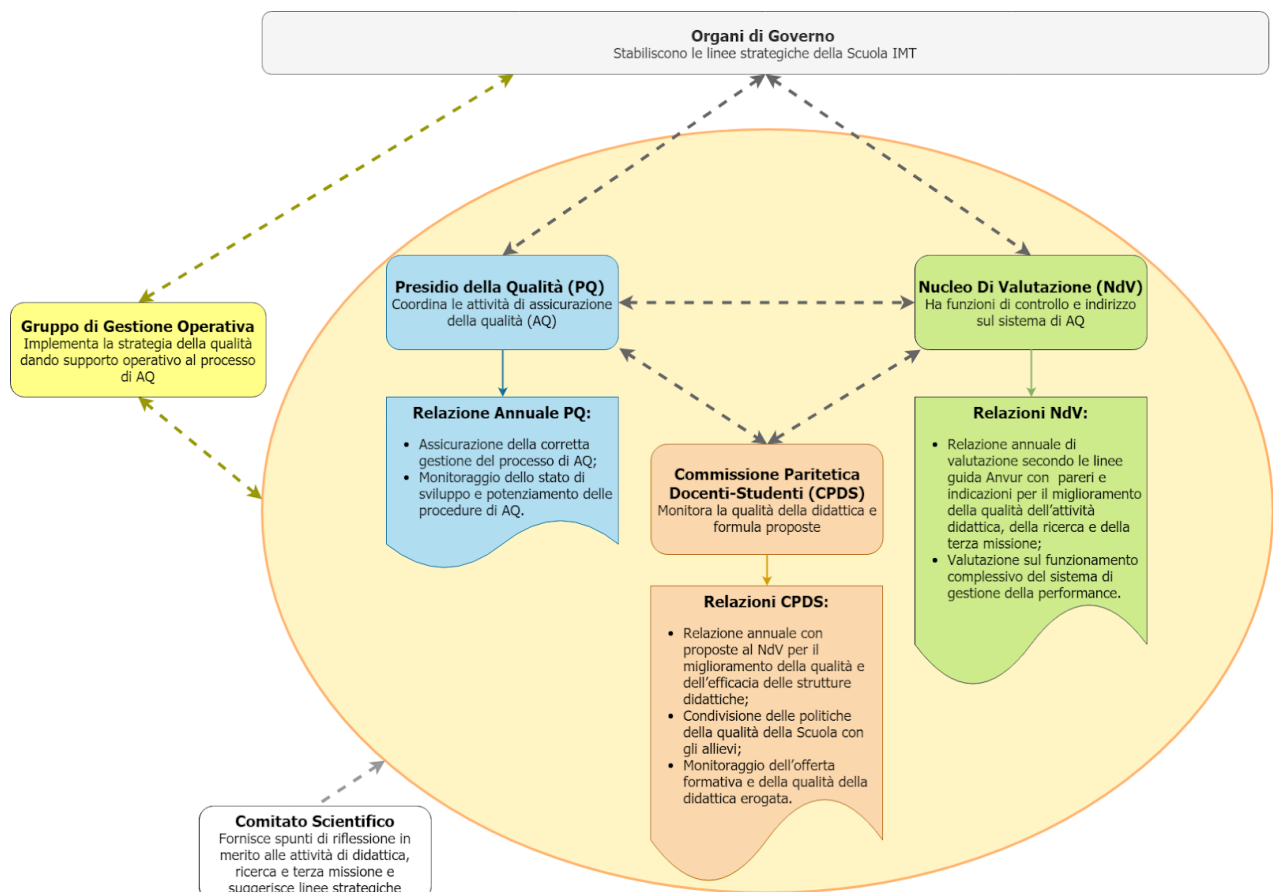 Organi di Governo
Stabiliscono le linee strategiche della Scuola IMT
Presidio della Qualità (PQ)
Coordina le attività di assicurazione
della qualità (AQ)
Nucleo Di Valutazione (NdV)
Ha funzioni di controllo e indirizzo
sul sistema di AQ
Gruppo di Gestione Operativa
Implementa la strategia della qualità
dando supporto operativo al processo
di AQ
Relazione Annuale PQ:
• Assicurazione della corretta
gestione del processo di AQ;
• Monitoraggio dello stato di
sviluppo e potenziamento delle
procedure di AQ.
Relazioni NdV:
• Relazione annuale di
valutazione secondo le linee
guida Anvur con pareri e
indicazioni per il miglioramento
della qualità dell'attività
didattica, della ricerca e della
terza missione;
• Valutazione sul funzionamento
complessivo del sistema di
gestione della performance.
Commissione Paritetica
Docenti-Studenti (CPDS)
Monitora la qualità della didattica e
formula proposte
Relazioni CPDS:
• Relazione annuale con
proposte al NdV per il
miglioramento della qualità e
dell'efficacia delle strutture
didattiche;
• Condivisione delle politiche
della qualità della Scuola con
gli allievi;
• Monitoraggio dell'offerta
formativa e della qualità della
didattica erogata.
Comitato Scientifico
Fornisce spunti di riflessione in
merito alle attività di didattica,
ricerca e terza missione e
suggerisce linee strategiche